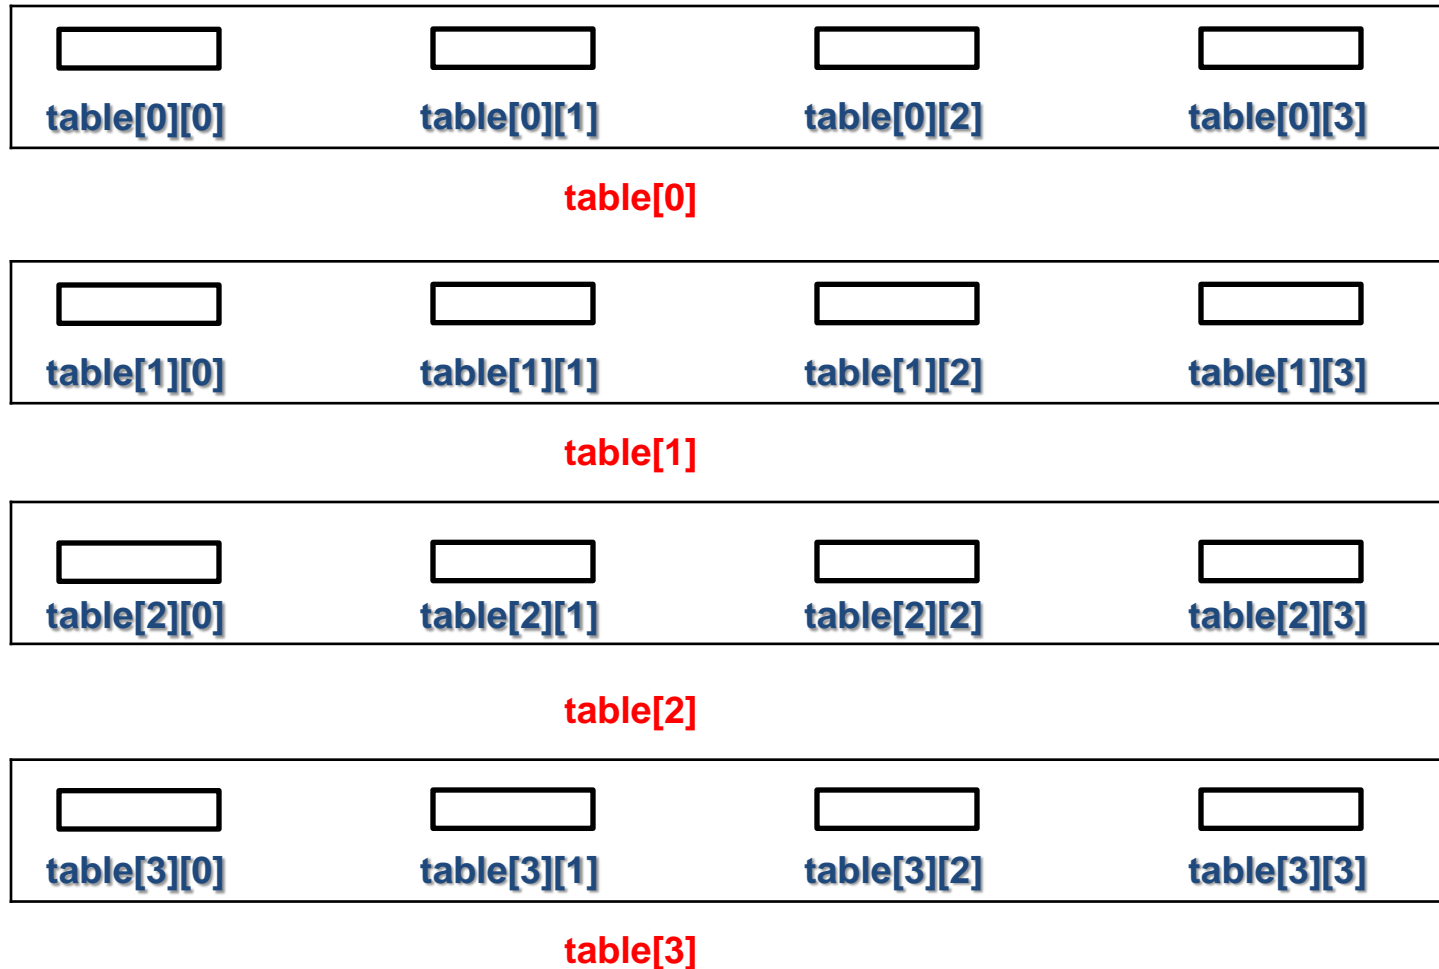 table[0][0] table[0][1] table[0][2] table[0][3]
table[0]
table[1][0] table[1][1] table[1][2] table[1][3]
table[1]
table[2][0] table[2][1] table[2][2] table[2][3]
table[2]
table[3][0] table[3][1] table[3][2] table[3][3]
table[3]